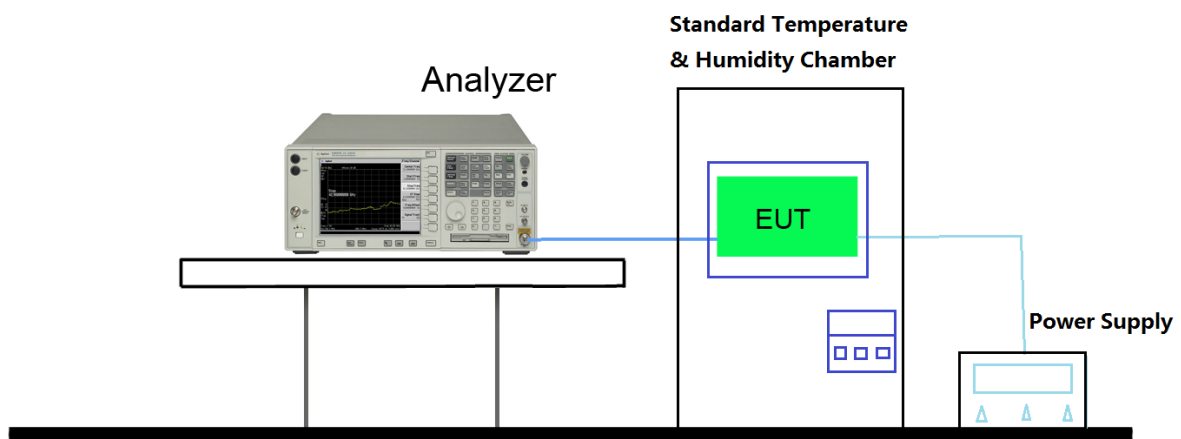 Standard Temperature
& Humidity Chamber
Analyzer
EUT
Power Supply